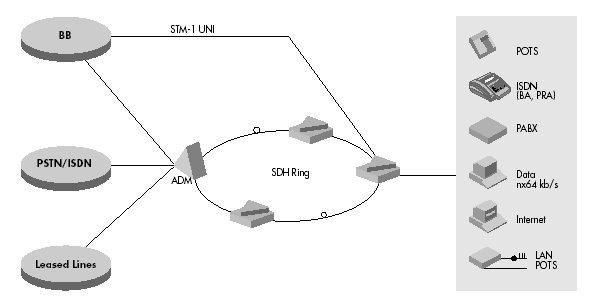 BB
STM-1 UNI
PSTN/ISDN
ADM
SDH Ring
Leased Lines
POTS
ISDN
(BA, PRA)
PABX
Data
nx64 kb/s
Internet
LAN
POTS